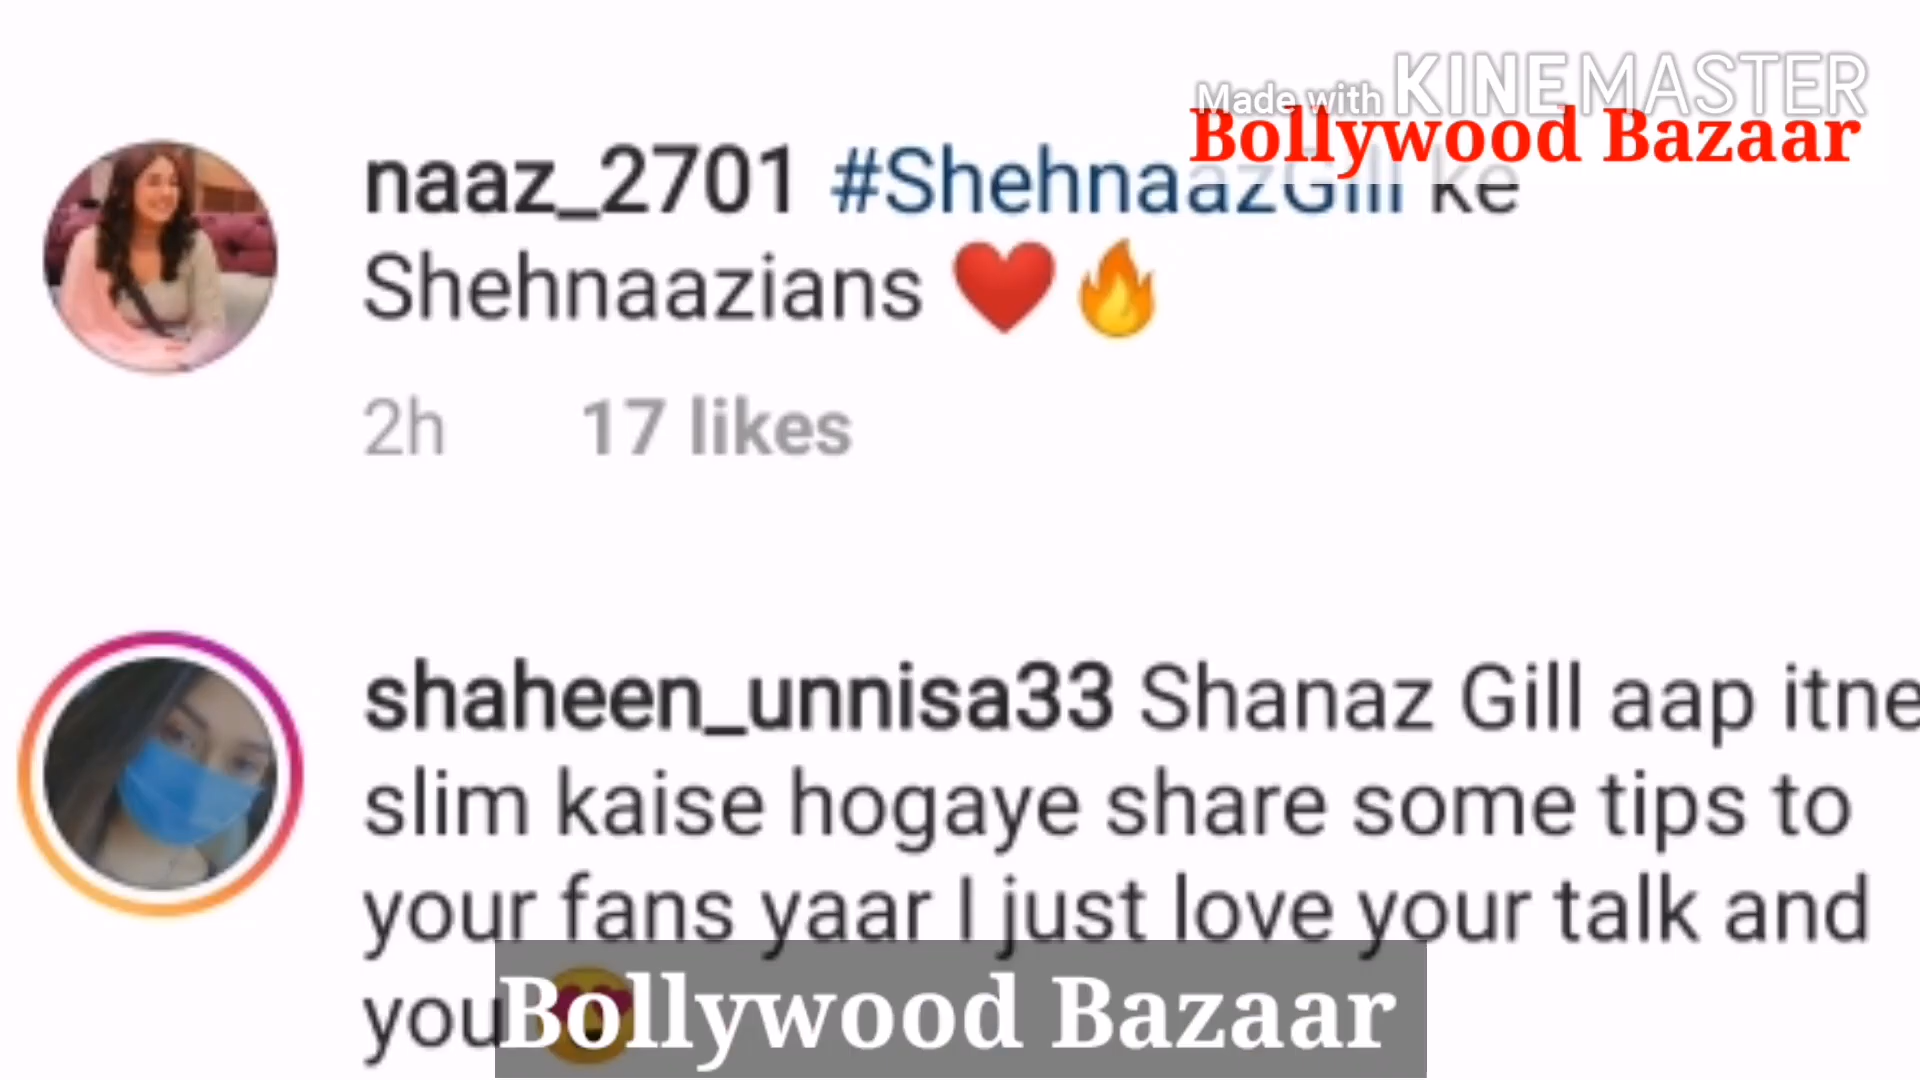 Made with KINEMASTER
Bollywood Bazaar
naaz_2701 #ShehnaazGill ke
Shehnaazians ❤️🔥
2h 17 likes
shaheen_unnisa33 Shanaz Gill aap itne
slim kaise hogaye share some tips to
your fans yaar I just love your talk and
you😍
Bollywood Bazaar